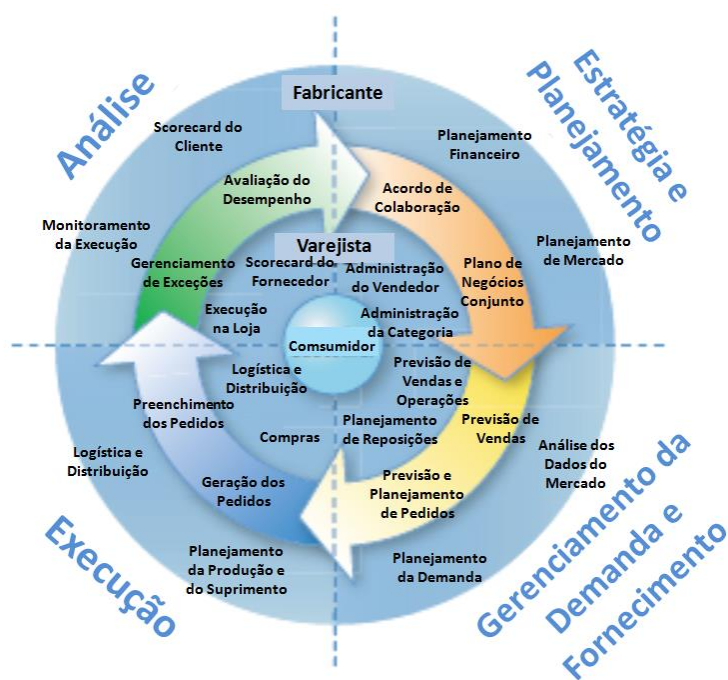 Análise
Estratégia e
Planejamento
Fabricante
Scorecard do
Cliente
Planejamento
Financeiro
Avaliação do
Desempenho
Acordo de
Colaboração
Monitoramento
da Execução
Varejista
Planejamento
de Mercado
Gerenciamento
de Exceções
Scorecard do
Fornecedor
Administração
do Vendedor
Plano de
Negócios
Conjunto
Execução
na Loja
Administração
da Categoria
Comsumidor
Logística e
Distribuição
Previsão de
Vendas e
Operações
Preenchimento
dos Pedidos
Compras
Planejamento
de Reposições
Previsão de
Vendas
Logística e
Distribuição
Análise dos
Dados do
Mercado
Geração dos
Pedidos
Previsão e
Planejamento
de Pedidos
Planejamento
da Produção e
do Suprimento
Planejamento
da Demanda
Execução
Gerenciamento da
Demanda e
Fornecimento